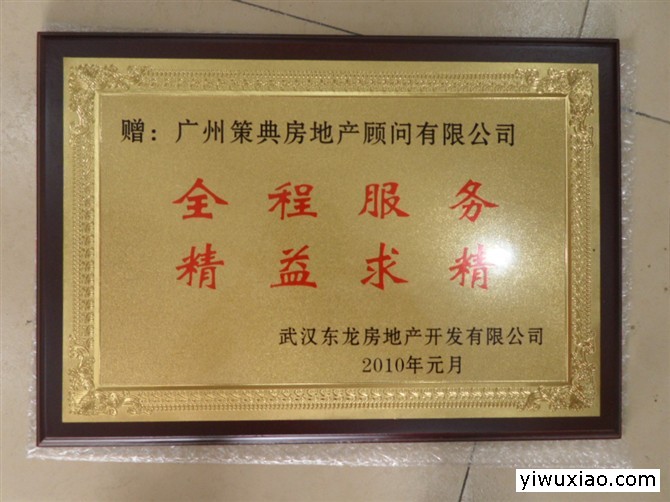 赠：广州策典房地产顾问有限公司
全程服务
精益求精
武汉东龙房地产开发有限公司
2010年元月
yiwuxiao.com